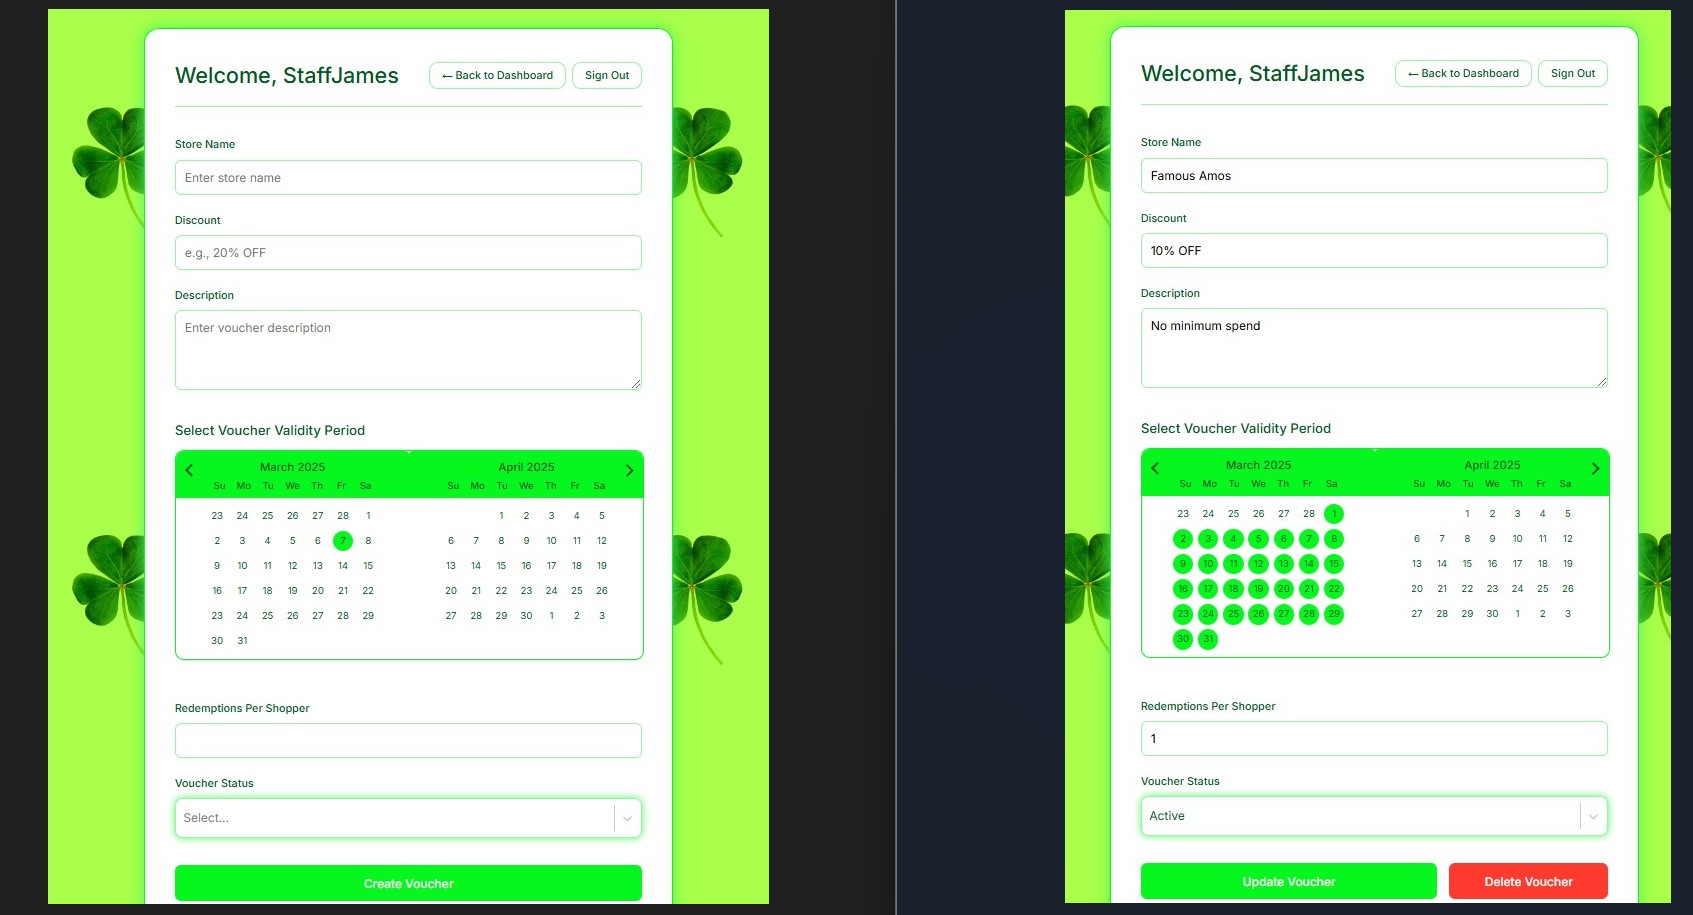 Welcome, StaffJames
← Back to Dashboard
Sign Out
Store Name
Enter store name
Discount
e.g., 20% OFF
Description
Enter voucher description
Select Voucher Validity Period
March 2025
Su Mo Tu We Th Fr Sa
23 24 25 26 27 28 1
2 3 4 5 6 7 8
9 10 11 12 13 14 15
16 17 18 19 20 21 22
23 24 25 26 27 28 29
30 31
April 2025
Su Mo Tu We Th Fr Sa
1 2 3 4 5
6 7 8 9 10 11 12
13 14 15 16 17 18 19
20 21 22 23 24 25 26
27 28 29 30 1 2 3
Redemptions Per Shopper
Voucher Status
Select...
Create Voucher
Welcome, StaffJames
← Back to Dashboard
Sign Out
Store Name
Famous Amos
Discount
10% OFF
Description
No minimum spend
Select Voucher Validity Period
March 2025
Su Mo Tu We Th Fr Sa
23 24 25 26 27 28 1
2 3 4 5 6 7 8
9 10 11 12 13 14 15
16 17 18 19 20 21 22
23 24 25 26 27 28 29
30 31
April 2025
Su Mo Tu We Th Fr Sa
1 2 3 4 5
6 7 8 9 10 11 12
13 14 15 16 17 18 19
20 21 22 23 24 25 26
27 28 29 30 1 2 3
Redemptions Per Shopper
1
Voucher Status
Active
Update Voucher
Delete Voucher